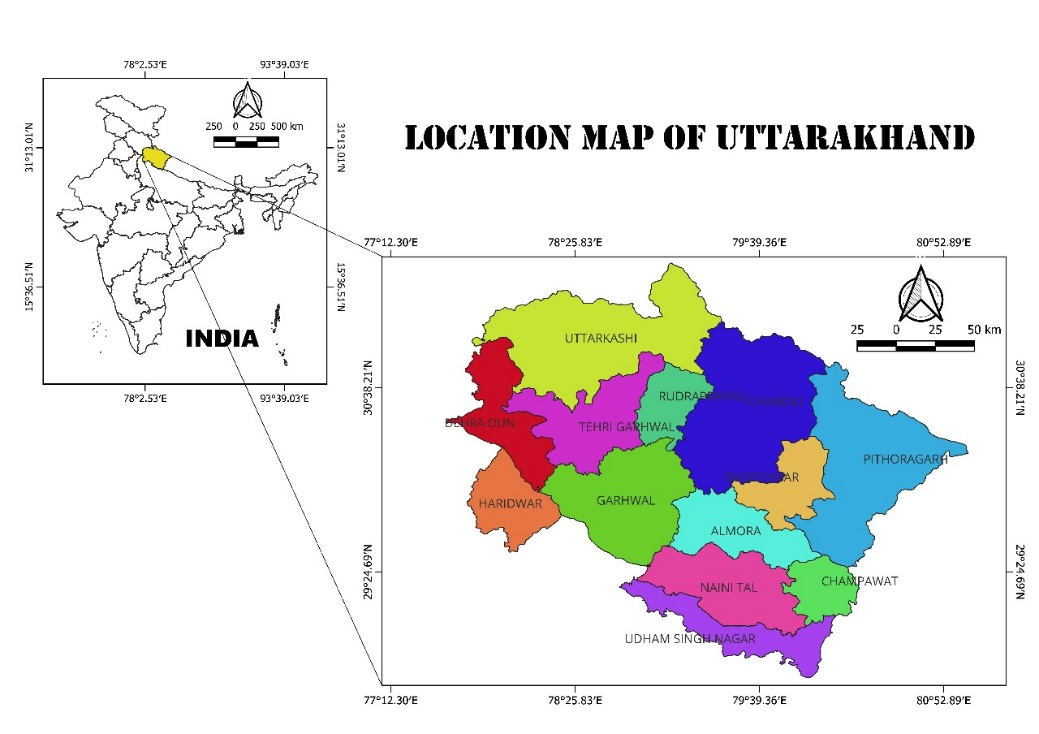 78°2.53′E 93°39.03′E
250 0 250 500 km
31°13.01′N 31°13.01′N
LOCATION MAP OF UTTARAKHAND
77°12.30′E 78°25.83′E 79°39.36′E 80°52.89′E
15°36.51′N 15°36.51′N
INDIA
25 0 25 50 km
UTTARKASHI
30°38.21′N 30°38.21′N
78°2.53′E 93°39.03′E
DEHRA DUN
TEHRI GARHWAL
PITHORAGARH
HARIDWAR
GARHWAL
ALMORA
29°24.69′N 29°24.69′N
NAINI TAL
CHAMPAWAT
UDHAM SINGH NAGAR
77°12.30′E 78°25.83′E 79°39.36′E 80°52.89′E